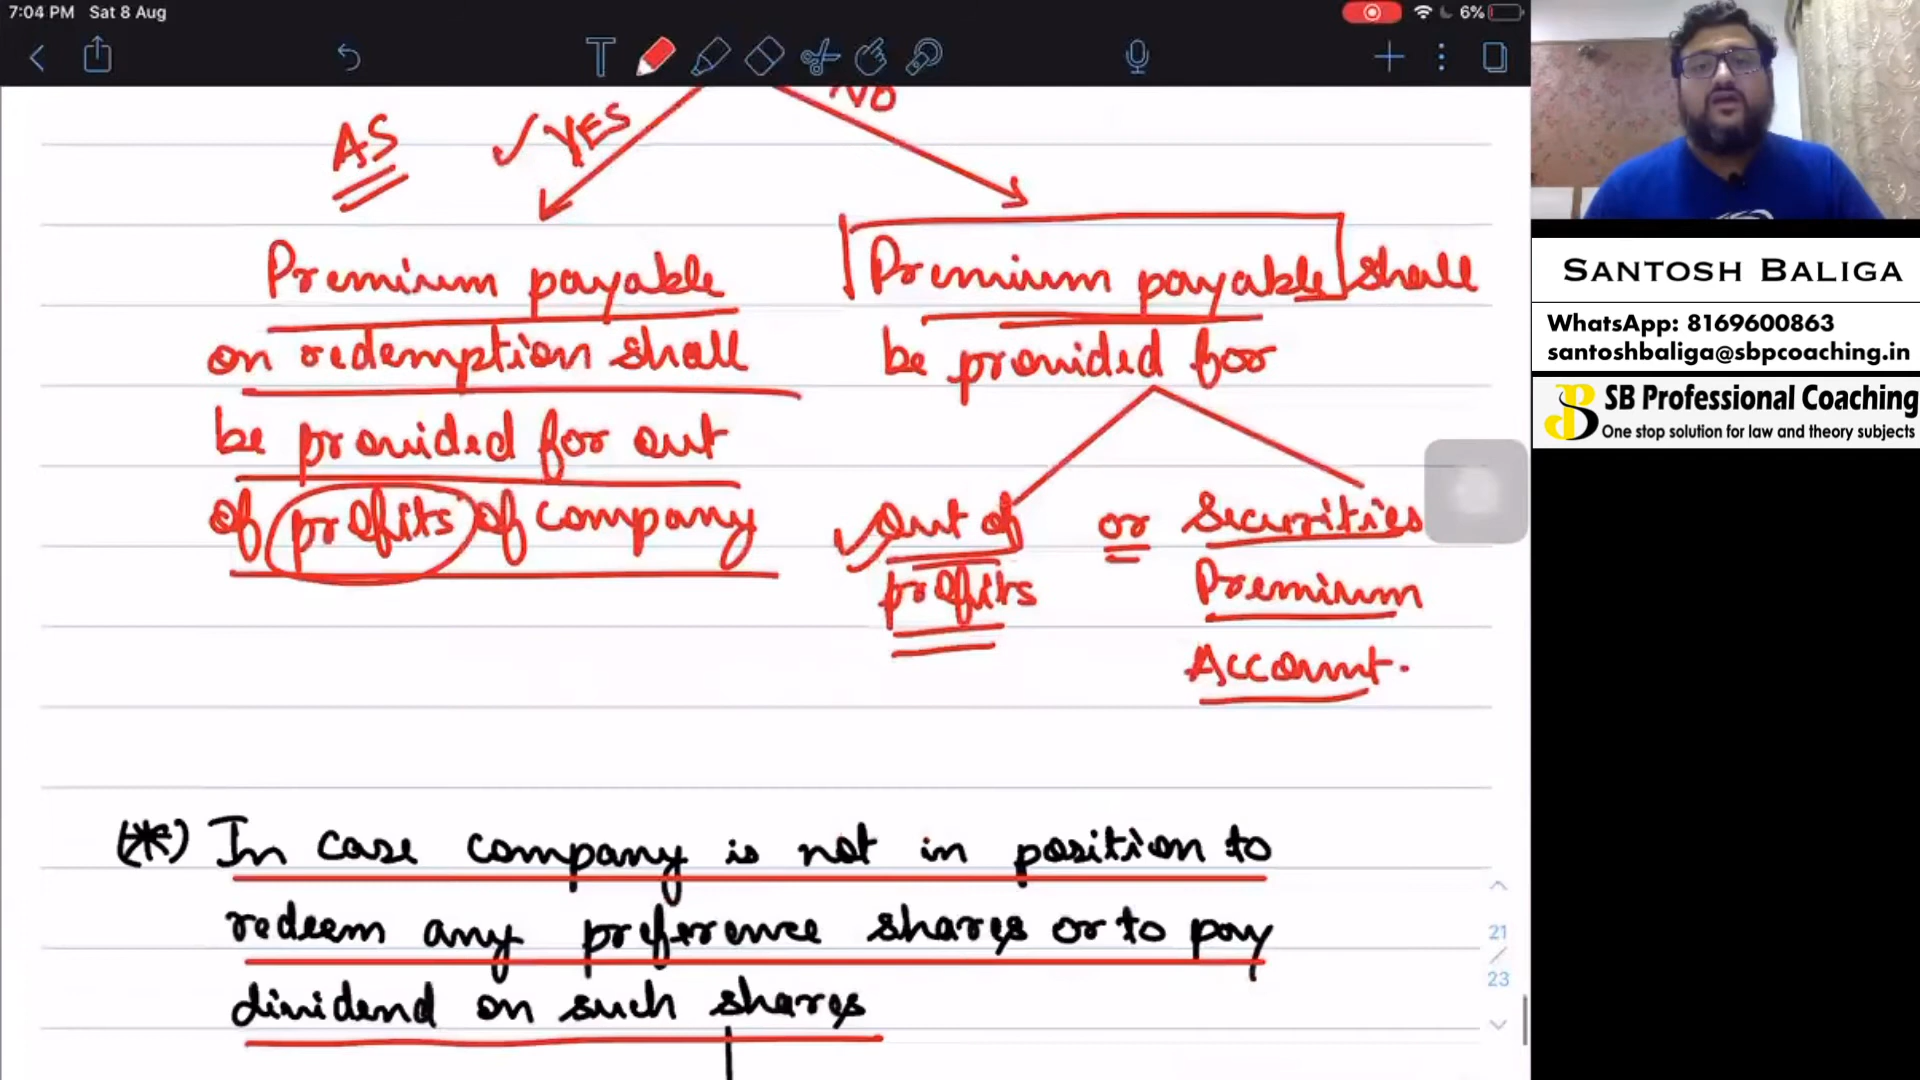 7:04 PM Sat 8 Aug
6%
T
AS
YES
NO
Premium payable
on redemption shall
be provided for out
of profits of company
Premium payable shall
be provided for
out of
profits
or
Securities
Premium
Account.
(*) In case company is not in position to
redeem any preference shares or to pay
dividend on such shares
21
23
SANTOSH BALIGA
WhatsApp: 8169600863
santoshbaliga@sbpcoaching.in
SB Professional Coaching
One stop solution for law and theory subjects